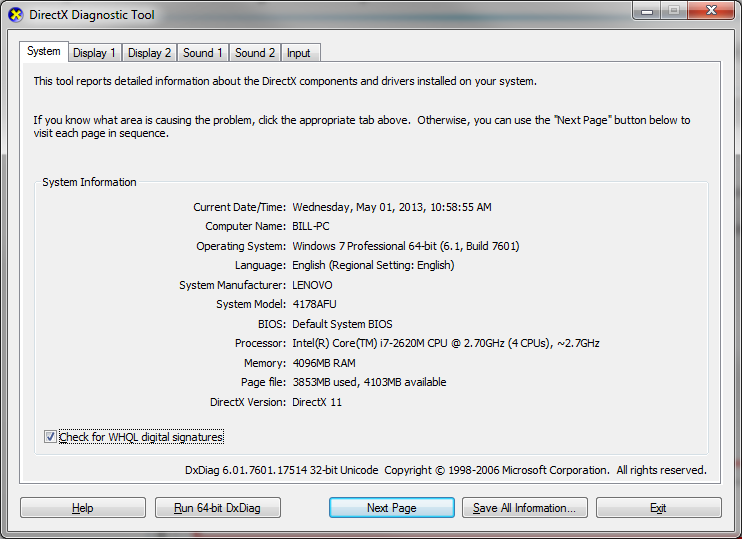 DirectX Diagnostic Tool
System Display 1 Display 2 Sound 1 Sound 2 Input
This tool reports detailed information about the DirectX components and drivers installed on your system.
If you know what area is causing the problem, click the appropriate tab above.  Otherwise, you can use the "Next Page" button below to
visit each page in sequence.
System Information
Current Date/Time: Wednesday, May 01, 2013, 10:58:55 AM
Computer Name: BILL-PC
Operating System: Windows 7 Professional 64-bit (6.1, Build 7601)
Language: English (Regional Setting: English)
System Manufacturer: LENOVO
System Model: 4178AFU
BIOS: Default System BIOS
Processor: Intel(R) Core(TM) i7-2620M CPU @ 2.70GHz (4 CPUs), ~2.7GHz
Memory: 4096MB RAM
Page file: 3853MB used, 4103MB available
DirectX Version: DirectX 11
Check for WHQL digital signatures
DxDiag 6.01.7601.17514 32-bit Unicode  Copyright © 1998-2006 Microsoft Corporation.  All rights reserved.
Help Run 64-bit DxDiag Next Page Save All Information... Exit